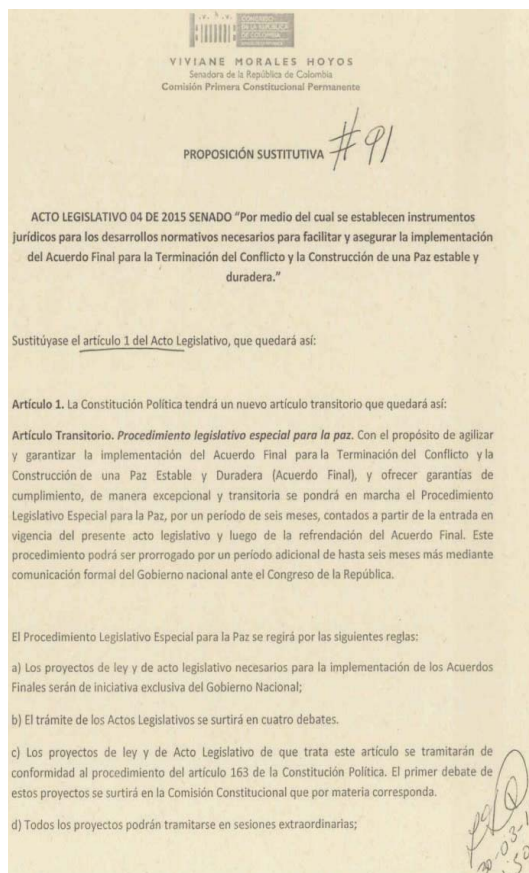 CONGRESO
DE LA REPÚBLICA
DE COLOMBIA
VIVIANE MORALES HOYOS
Senadora de la República de Colombia
Comisión Primera Constitucional Permanente
PROPOSICIÓN SUSTITUTIVA # 91
ACTO LEGISLATIVO 04 DE 2015 SENADO "Por medio del cual se establecen instrumentos
jurídicos para los desarrollos normativos necesarios para facilitar y asegurar la implementación
del Acuerdo Final para la Terminación del Conflicto y la Construcción de una Paz estable y
duradera."
Sustitúyase el artículo 1 del Acto Legislativo, que quedará así:
Artículo 1. La Constitución Política tendrá un nuevo artículo transitorio que quedará así:
Artículo Transitorio. Procedimiento legislativo especial para la paz. Con el propósito de agilizar
y garantizar la implementación del Acuerdo Final para la Terminación del Conflicto y la
Construcción de una Paz Estable y Duradera (Acuerdo Final), y ofrecer garantías de
cumplimiento, de manera excepcional y transitoria se pondrá en marcha el Procedimiento
Legislativo Especial para la Paz, por un período de seis meses, contados a partir de la entrada en
vigencia del presente acto legislativo y luego de la refrendación del Acuerdo Final. Este
procedimiento podrá ser prorrogado por un período adicional de hasta seis meses más mediante
comunicación formal del Gobierno nacional ante el Congreso de la República.
El Procedimiento Legislativo Especial para la Paz se regirá por las siguientes reglas:
a) Los proyectos de ley y de acto legislativo necesarios para la implementación de los Acuerdos
Finales serán de iniciativa exclusiva del Gobierno Nacional;
b) El trámite de los Actos Legislativos se surtirá en cuatro debates.
c) Los proyectos de ley y de Acto Legislativo de que trata este artículo se tramitarán de
conformidad al procedimiento del artículo 163 de la Constitución Política. El primer debate de
estos proyectos se surtirá en la Comisión Constitucional que por materia corresponda.
d) Todos los proyectos podrán tramitarse en sesiones extraordinarias;